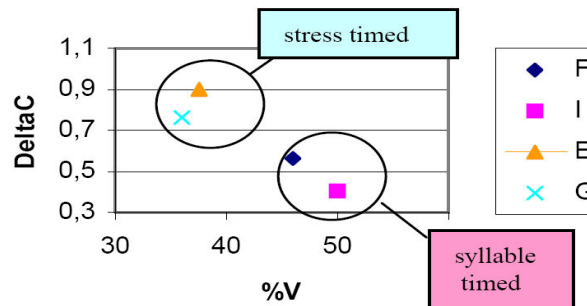 stress timed
1,1
0,9
0,7
0,5
0,3
DeltaC
30 40 50
%V
F
I
E
G
syllable
timed